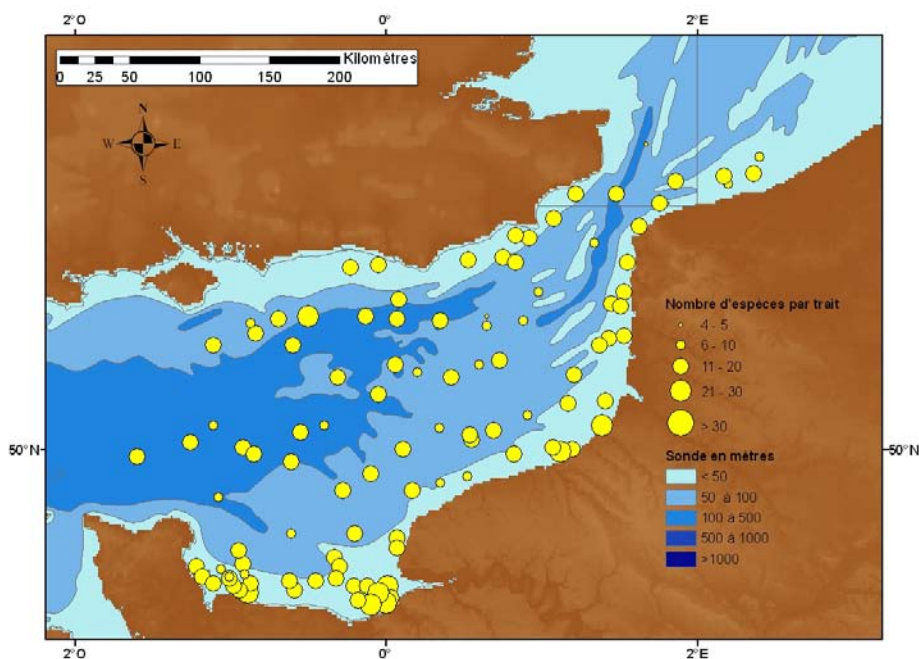 2°O 0° 2°E
Kilomètres
0 25 50 100 150 200
N
W E
S
Nombre d'espèces par trait
4 - 5
6 - 10
11 - 20
21 - 30
> 30
50°N 50°N
Sonde en mètres
< 50
50 à 100
100 à 500
500 à 1000
>1000
2°O 0° 2°E